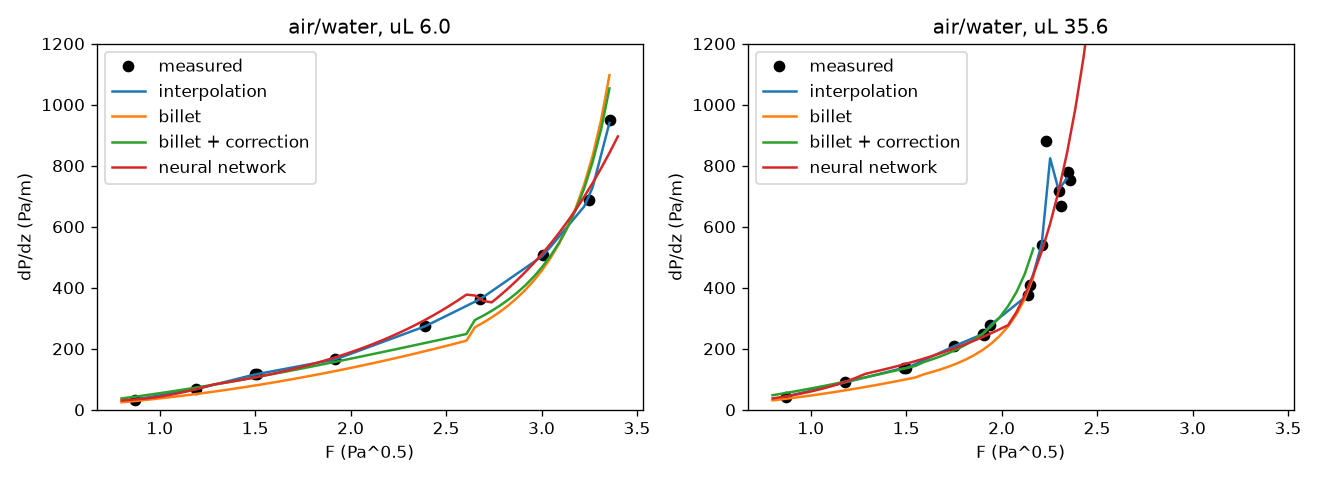 air/water, uL 6.0
1200
1000
800
600
400
200
0
dP/dz (Pa/m)
measured
interpolation
billet
billet + correction
neural network
1.0 1.5 2.0 2.5 3.0 3.5
F (Pa^0.5)
air/water, uL 35.6
1200
1000
800
600
400
200
0
dP/dz (Pa/m)
measured
interpolation
billet
billet + correction
neural network
1.0 1.5 2.0 2.5 3.0 3.5
F (Pa^0.5)